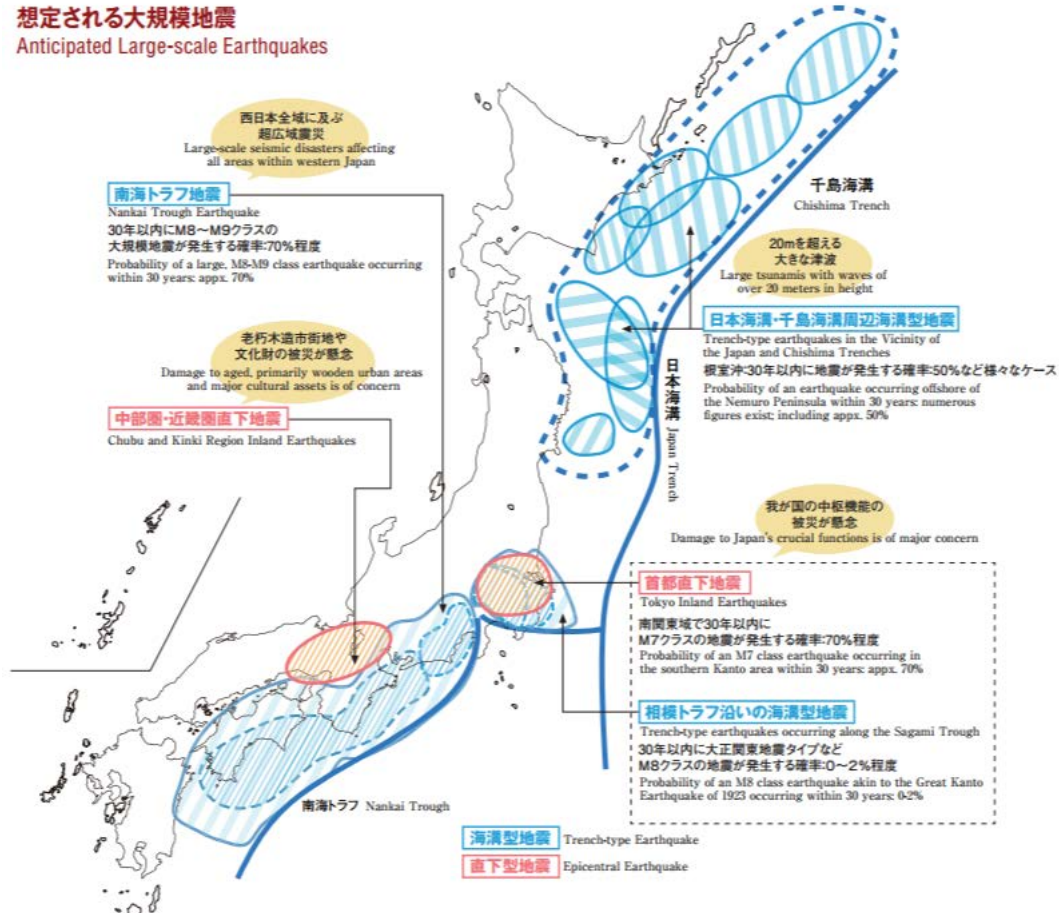 想定される大規模地震
Anticipated Large-scale Earthquakes
西日本全域に及ぶ
超広域震災
Large-scale seismic disasters affecting
all areas within western Japan
南海トラフ地震
Nankai Trough Earthquake
30年以内にM8～M9クラスの
大規模地震が発生する確率:70%程度
Probability of a large, M8-M9 class earthquake occurring
within 30 years: appx. 70%
老朽木造市街地や
文化財の被災が懸念
Damage to aged, primarily wooden urban areas
and major cultural assets is of concern
中部圏・近畿圏直下地震
Chubu and Kinki Region Inland Earthquakes
千島海溝
Chishima Trench
20mを超える
大きな津波
Large tsunamis with waves of
over 20 meters in height
日本海溝・千島海溝周辺海溝型地震
Trench-type earthquakes in the Vicinity of
the Japan and Chishima Trenches
根室沖:30年以内に地震が発生する確率:50%など様々なケース
Probability of an earthquake occurring offshore of
the Nemuro Peninsula within 30 years: numerous
figures exist; including appx. 50%
日本海溝 Japan Trench
我が国の中枢機能の
被災が懸念
Damage to Japan's crucial functions is of major concern
首都直下地震
Tokyo Inland Earthquakes
南関東域で30年以内に
M7クラスの地震が発生する確率:70%程度
Probability of an M7 class earthquake occurring in
the southern Kanto area within 30 years: appx. 70%
相模トラフ沿いの海溝型地震
Trench-type earthquakes occurring along the Sagami Trough
30年以内に大正関東地震タイプなど
M8クラスの地震が発生する確率:0～2%程度
Probability of an M8 class earthquake akin to the Great Kanto
Earthquake of 1923 occurring within 30 years: 0-2%
南海トラフ Nankai Trough
海溝型地震 Trench-type Earthquake
直下型地震 Epicentral Earthquake